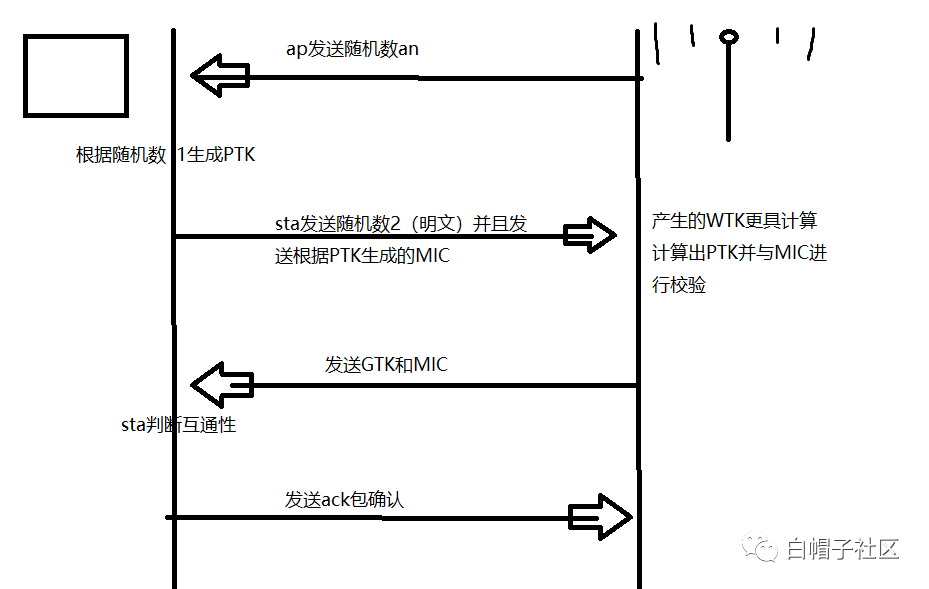 ap发送随机数an
根据随机数 1生成PTK
sta发送随机数2（明文）并且发
送根据PTK生成的MIC
产生的WTK更具计算
计算出PTK并与MIC进
行校验
发送GTK和MIC
sta判断互通性
发送ack包确认
白帽子社区